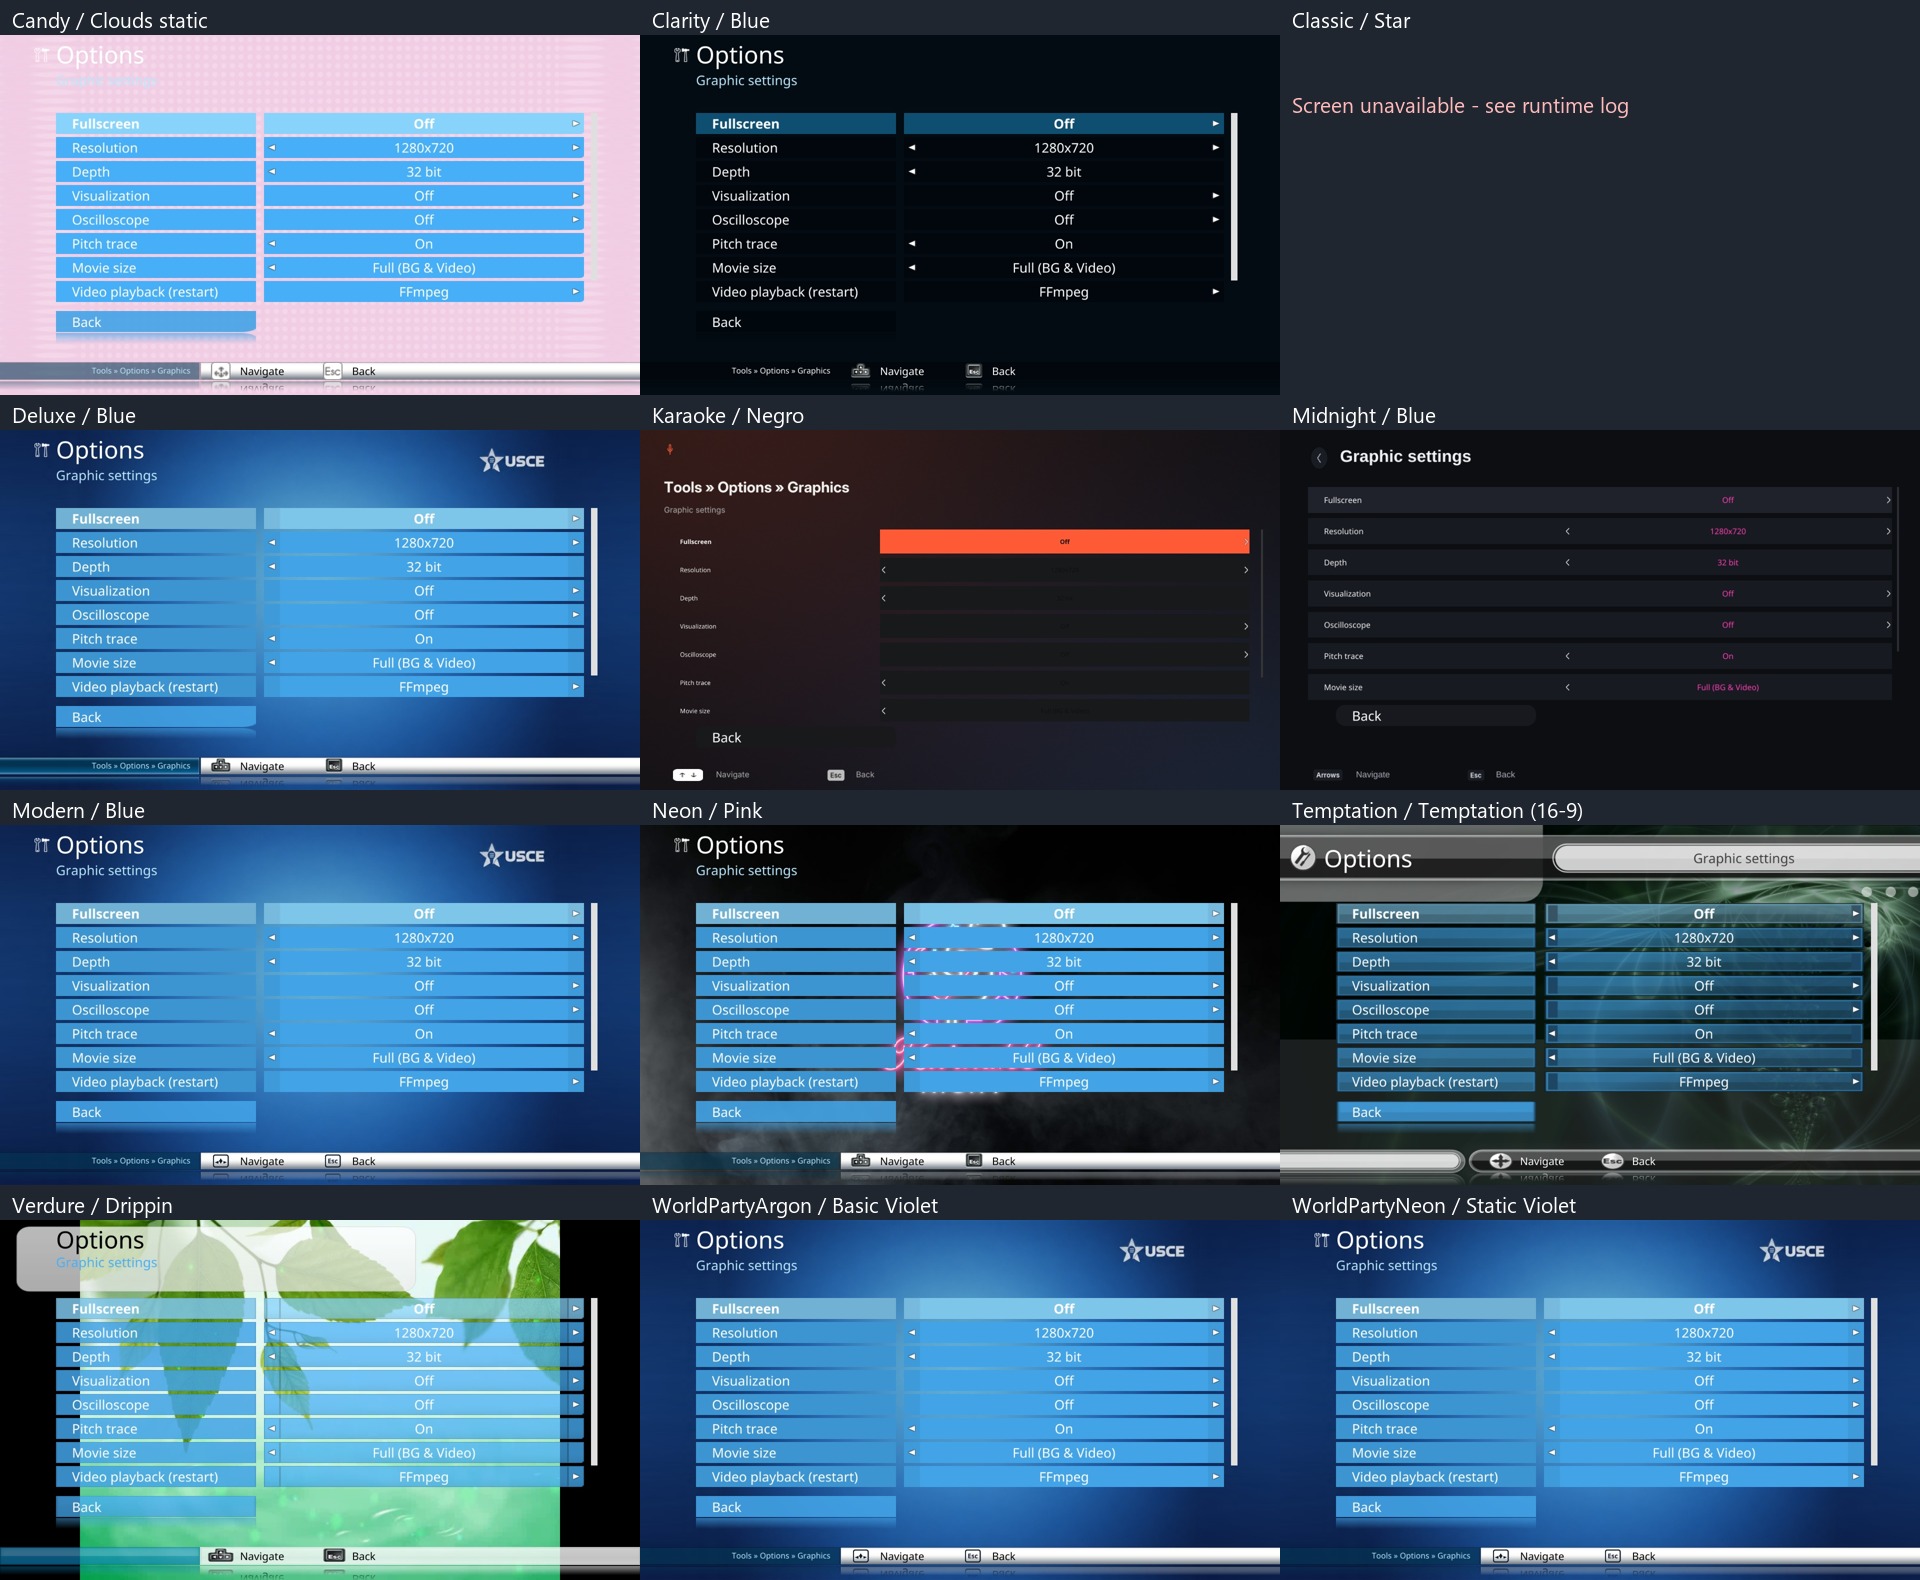 Candy / Clouds static
Options
Fullscreen Off
Resolution 1280x720
Depth 32 bit
Visualization Off
Oscilloscope Off
Pitch trace On
Movie size Full (BG & Video)
Video playback (restart) FFmpeg
Back
Tools » Options » Graphics Navigate Esc Back
Clarity / Blue
Options
Graphic settings
Fullscreen Off
Resolution 1280x720
Depth 32 bit
Visualization Off
Oscilloscope Off
Pitch trace On
Movie size Full (BG & Video)
Video playback (restart) FFmpeg
Back
Tools » Options » Graphics Navigate Esc Back
Classic / Star
Screen unavailable - see runtime log
Deluxe / Blue
Options
USCE
Graphic settings
Fullscreen Off
Resolution 1280x720
Depth 32 bit
Visualization Off
Oscilloscope Off
Pitch trace On
Movie size Full (BG & Video)
Video playback (restart) FFmpeg
Back
Tools » Options » Graphics Navigate Esc Back
Karaoke / Negro
Tools » Options » Graphics
Graphic settings
Fullscreen Off
Resolution
Depth
Visualization
Oscilloscope
Pitch trace
Movie size
Back
Navigate Esc Back
Midnight / Blue
Graphic settings
Fullscreen Off
Resolution 1280x720
Depth 32 bit
Visualization Off
Oscilloscope Off
Pitch trace On
Movie size Full (BG & Video)
Back
Arrows Navigate Esc Back
Modern / Blue
Options
USCE
Graphic settings
Fullscreen Off
Resolution 1280x720
Depth 32 bit
Visualization Off
Oscilloscope Off
Pitch trace On
Movie size Full (BG & Video)
Video playback (restart) FFmpeg
Back
Tools » Options » Graphics Navigate Esc Back
Neon / Pink
Options
Graphic settings
Fullscreen Off
Resolution 1280x720
Depth 32 bit
Visualization Off
Oscilloscope Off
Pitch trace On
Movie size Full (BG & Video)
Video playback (restart) FFmpeg
Back
Tools » Options » Graphics Navigate Esc Back
Temptation / Temptation (16-9)
Options
Graphic settings
Fullscreen Off
Resolution 1280x720
Depth 32 bit
Visualization Off
Oscilloscope Off
Pitch trace On
Movie size Full (BG & Video)
Video playback (restart) FFmpeg
Back
Navigate Esc Back
Verdure / Drippin
Options
Graphic settings
Fullscreen Off
Resolution 1280x720
Depth 32 bit
Visualization Off
Oscilloscope Off
Pitch trace On
Movie size Full (BG & Video)
Video playback (restart) FFmpeg
Back
Navigate Esc Back
WorldPartyArgon / Basic Violet
Options
USCE
Graphic settings
Fullscreen Off
Resolution 1280x720
Depth 32 bit
Visualization Off
Oscilloscope Off
Pitch trace On
Movie size Full (BG & Video)
Video playback (restart) FFmpeg
Back
Tools » Options » Graphics Navigate Esc Back
WorldPartyNeon / Static Violet
Options
USCE
Graphic settings
Fullscreen Off
Resolution 1280x720
Depth 32 bit
Visualization Off
Oscilloscope Off
Pitch trace On
Movie size Full (BG & Video)
Video playback (restart) FFmpeg
Back
Tools » Options » Graphics Navigate Esc Back